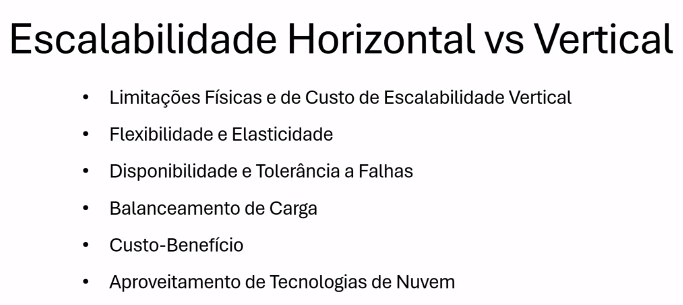 Escalabilidade Horizontal vs Vertical
• Limitações Físicas e de Custo de Escalabilidade Vertical
• Flexibilidade e Elasticidade
• Disponibilidade e Tolerância a Falhas
• Balanceamento de Carga
• Custo-Benefício
• Aproveitamento de Tecnologias de Nuvem